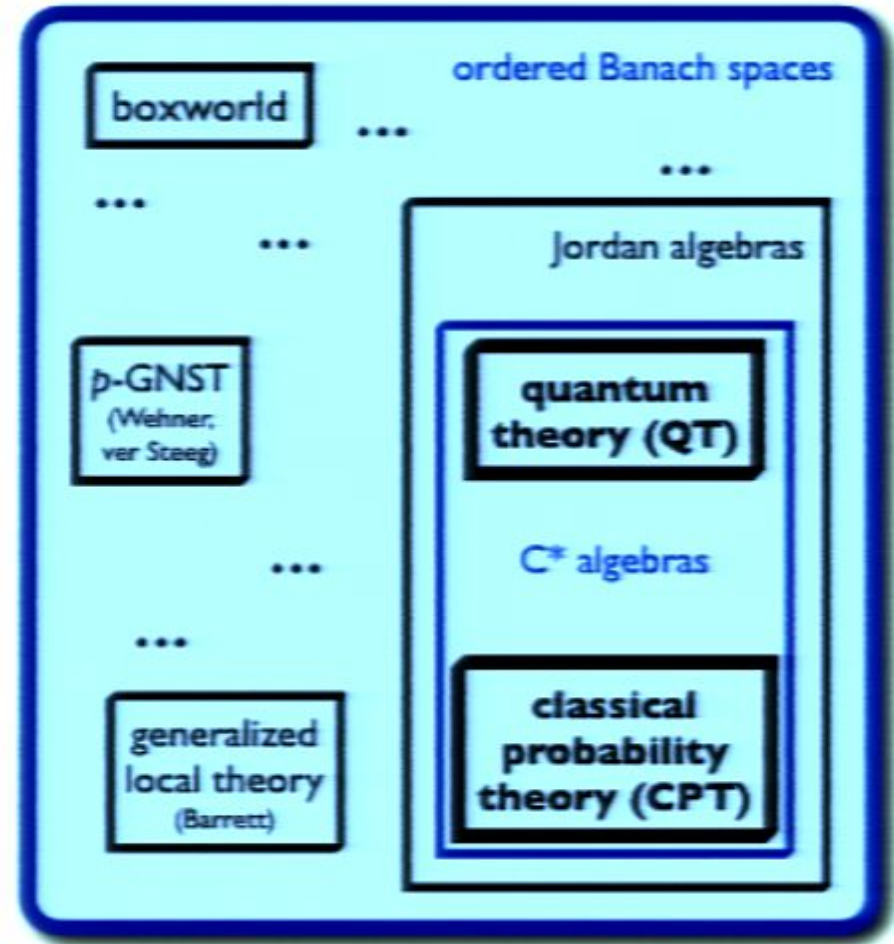 ordered Banach spaces
boxworld
...
...
...
...
Jordan algebras
p-GNST
(Wehner,
ver Steeg)
quantum
theory (QT)
...
C* algebras
...
generalized
local theory
(Barrett)
classical
probability
theory (CPT)